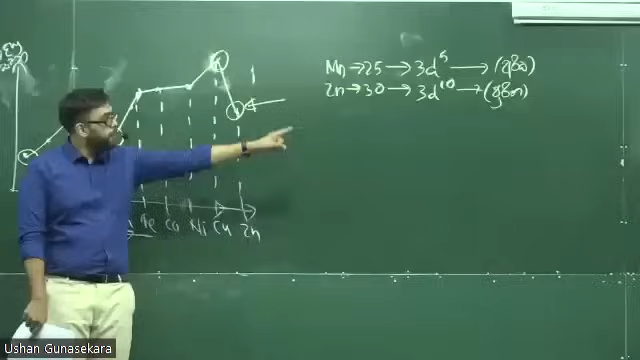 Mn → 25 → 3d⁵ →
Zn → 30 → 3d¹⁰ →
Fe Co Ni Cu Zn
Ushan Gunasekara